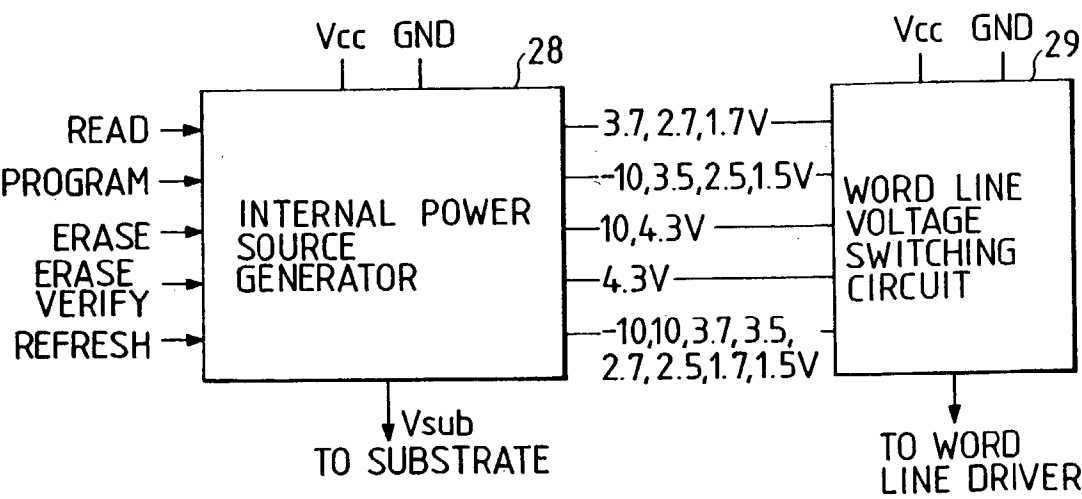 Vcc GND
28
Vcc GND
29
READ
PROGRAM
ERASE
ERASE
VERIFY
REFRESH
INTERNAL POWER
SOURCE
GENERATOR
3.7, 2.7, 1.7V
-10, 3.5, 2.5, 1.5V
10, 4.3V
4.3V
-10, 10, 3.7, 3.5,
2.7, 2.5, 1.7, 1.5V
WORD LINE
VOLTAGE
SWITCHING
CIRCUIT
Vsub
TO SUBSTRATE
TO WORD
LINE DRIVER